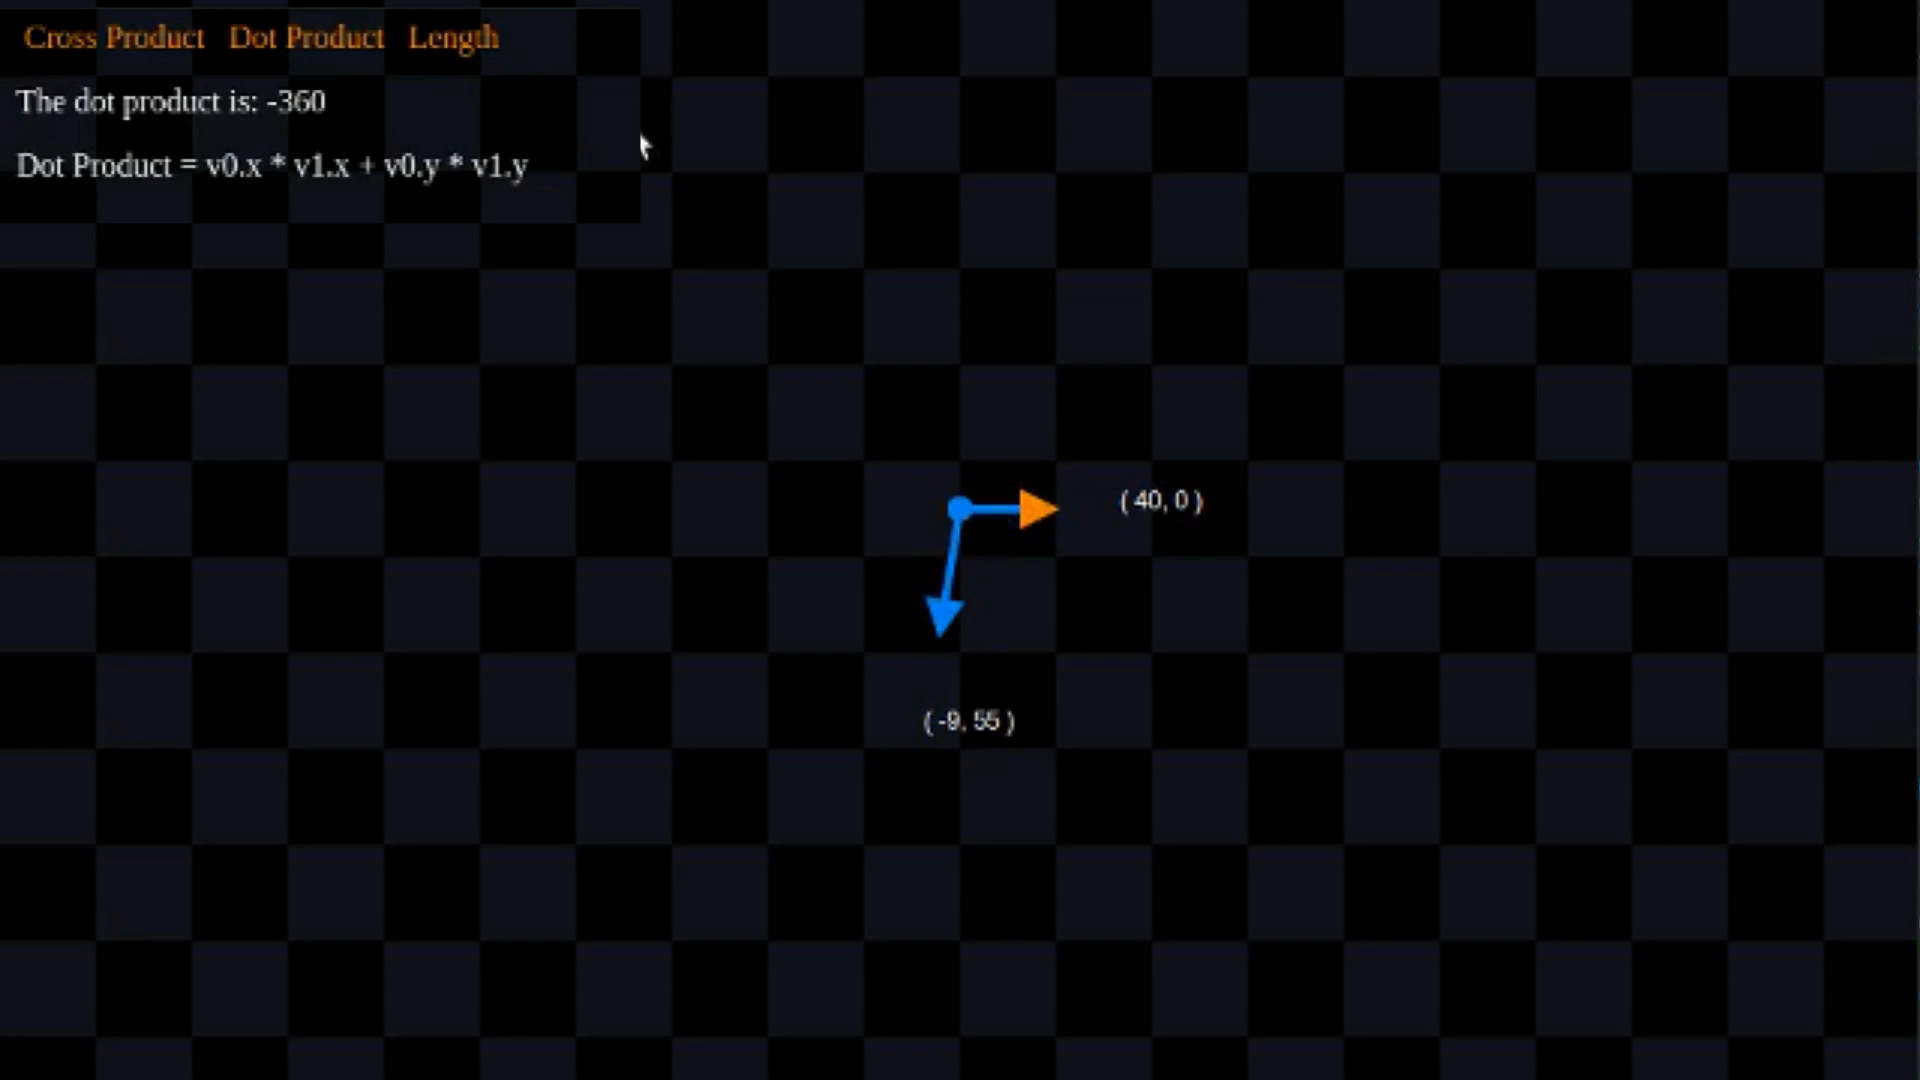 Cross Product Dot Product Length
The dot product is: -360
Dot Product = v0.x * v1.x + v0.y * v1.y
( 40, 0 )
( -9, 55 )